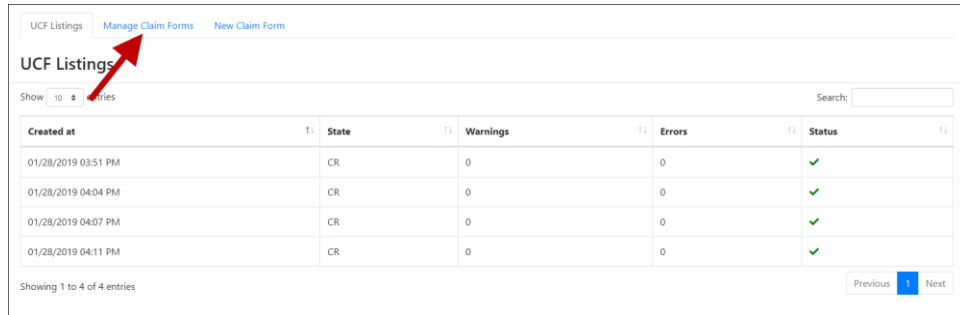 UCF Listings Manage Claim Forms New Claim Form
UCF Listings
Show 10 entries Search:
Created at State Warnings Errors Status
01/28/2019 03:51 PM CR 0 0
01/28/2019 04:04 PM CR 0 0
01/28/2019 04:07 PM CR 0 0
01/28/2019 04:11 PM CR 0 0
Showing 1 to 4 of 4 entries Previous 1 Next